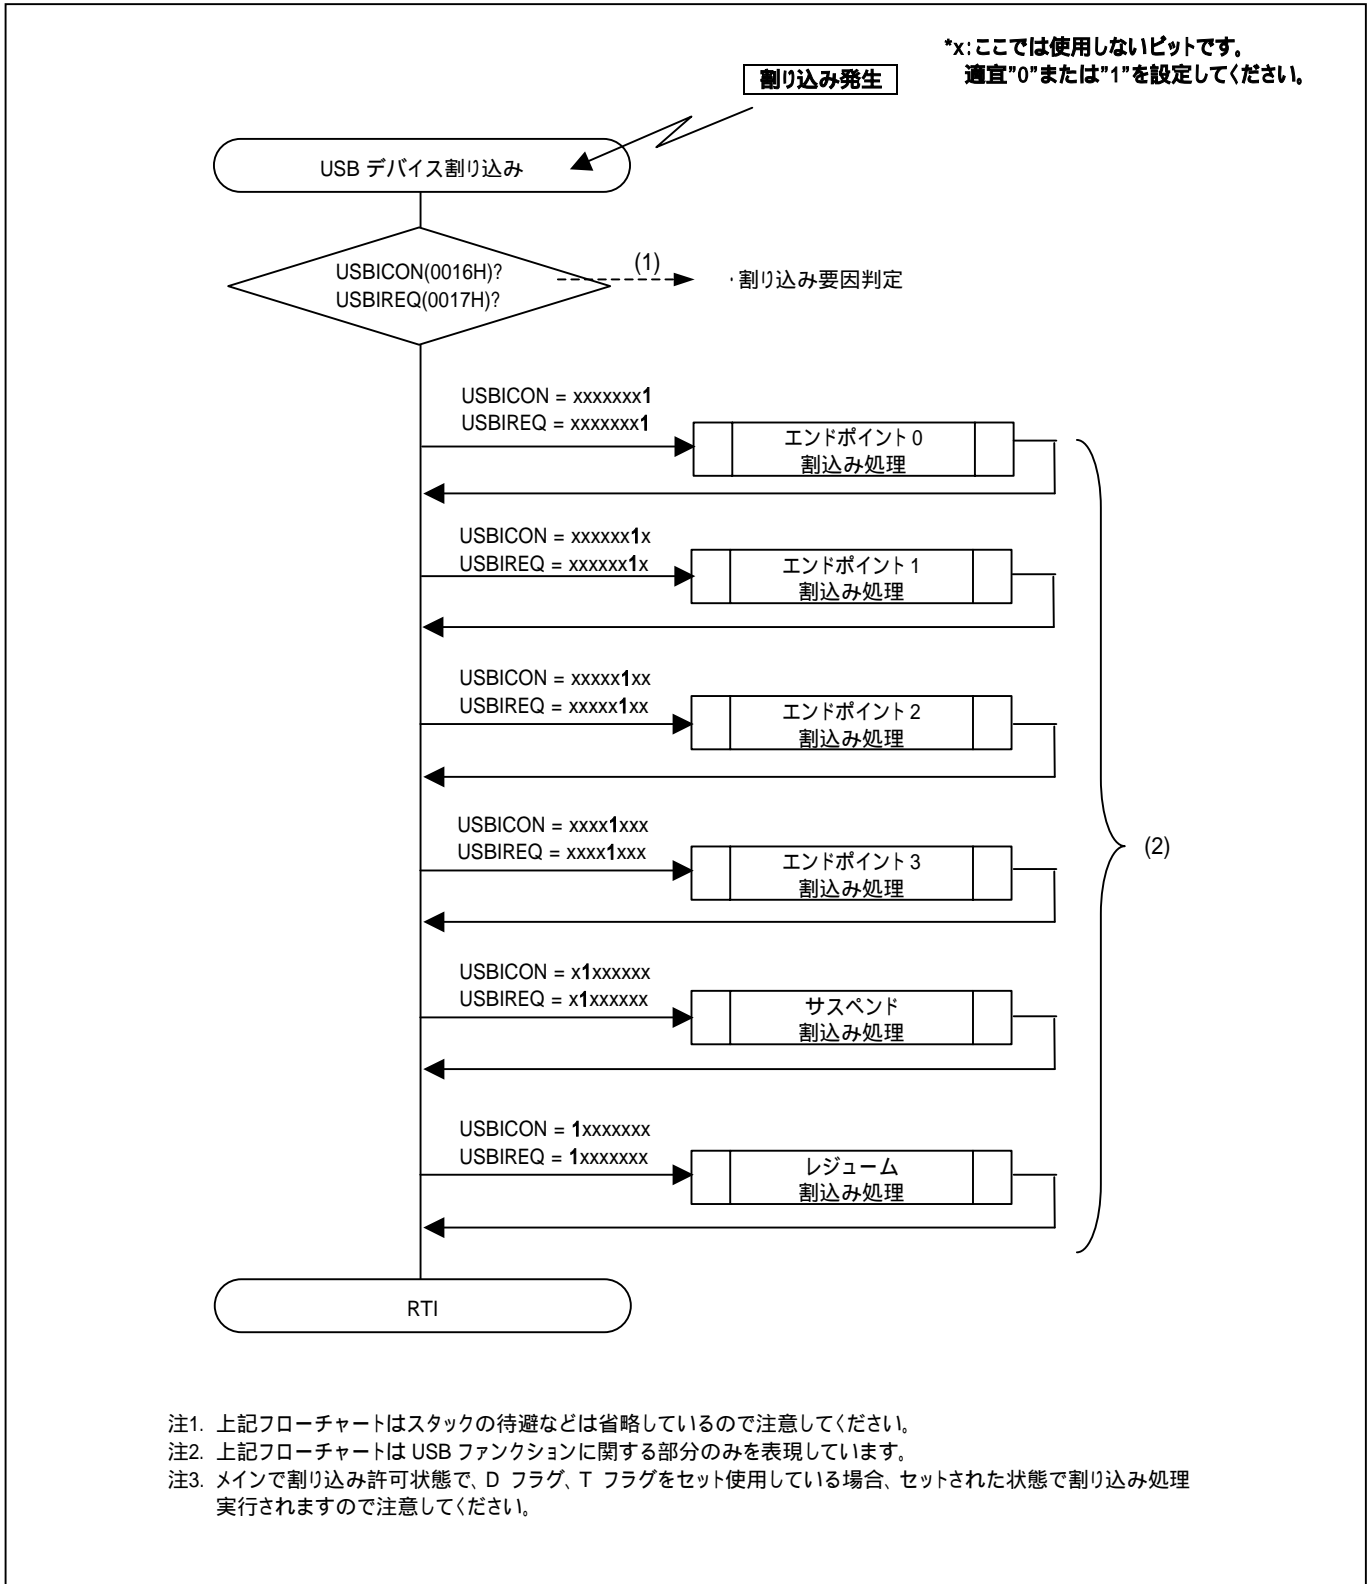 *x:ここでは使用しないビットです。
適宜"0"または"1"を設定してください。
割り込み発生
USB デバイス割り込み
USBICON(0016H)?
USBIREQ(0017H)?
(1)
・割り込み要因判定
USBICON = xxxxxxx1
USBIREQ = xxxxxxx1
エンドポイント 0
割込み処理
USBICON = xxxxxx1x
USBIREQ = xxxxxx1x
エンドポイント 1
割込み処理
USBICON = xxxxx1xx
USBIREQ = xxxxx1xx
エンドポイント 2
割込み処理
USBICON = xxxx1xxx
USBIREQ = xxxx1xxx
エンドポイント 3
割込み処理
(2)
USBICON = x1xxxxxx
USBIREQ = x1xxxxxx
サスペンド
割込み処理
USBICON = 1xxxxxxx
USBIREQ = 1xxxxxxx
レジューム
割込み処理
RTI
注1. 上記フローチャートはスタックの待避などは省略しているので注意してください。
注2. 上記フローチャートは USB ファンクションに関する部分のみを表現しています。
注3. メインで割り込み許可状態で、D フラグ、T フラグをセット使用している場合、セットされた状態で割り込み処理
実行されますので注意してください。